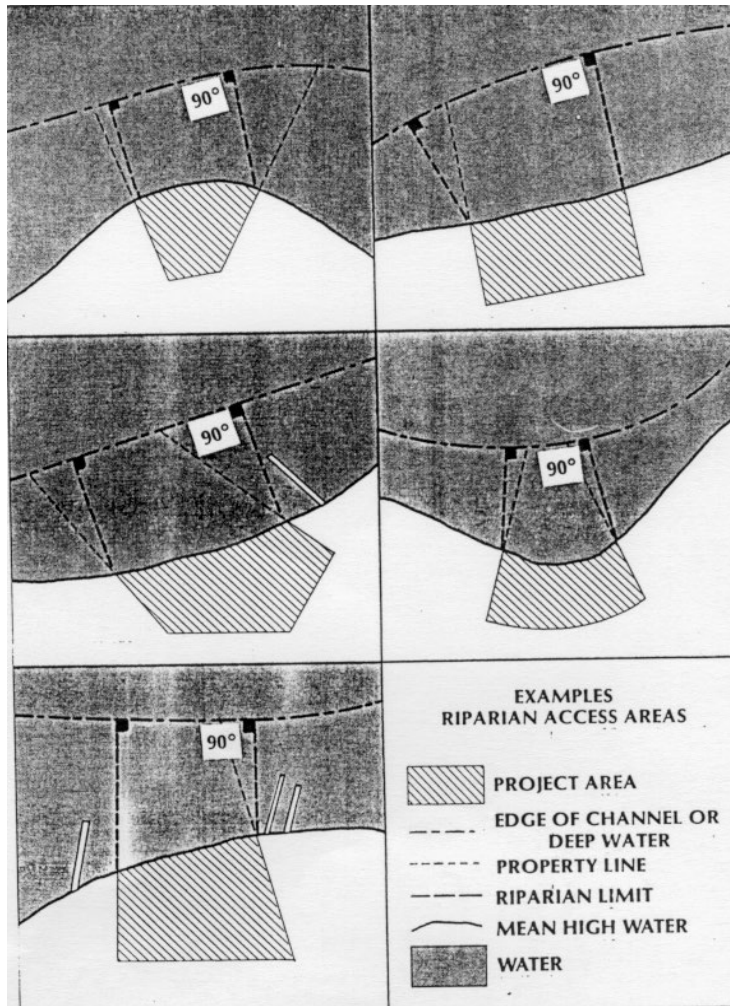 90°
90°
90°
90°
90°
EXAMPLES
RIPARIAN ACCESS AREAS
PROJECT AREA
EDGE OF CHANNEL OR
DEEP WATER
PROPERTY LINE
RIPARIAN LIMIT
MEAN HIGH WATER
WATER